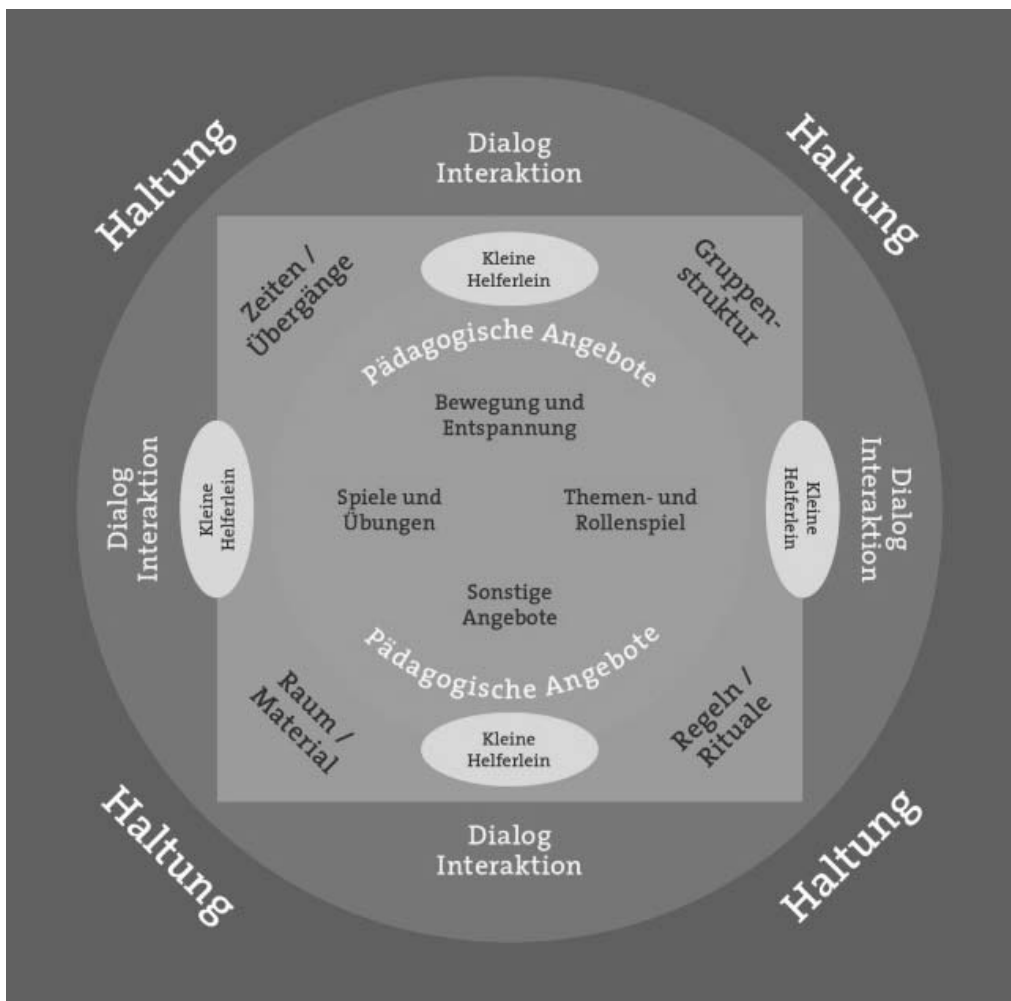 Haltung
Haltung
Dialog
Interaktion
Zeiten /
Übergänge
Kleine
Helferlein
Gruppen-
struktur
Pädagogische Angebote
Bewegung und
Entspannung
Dialog
Interaktion
Kleine
Helferlein
Spiele und
Übungen
Themen- und
Rollenspiel
Kleine
Helferlein
Dialog
Interaktion
Sonstige
Angebote
Pädagogische Angebote
Raum /
Material
Kleine
Helferlein
Regeln /
Rituale
Dialog
Interaktion
Haltung
Haltung